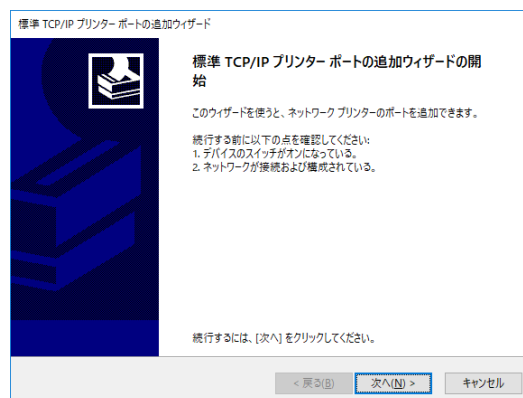 標準 TCP/IP プリンター ポートの追加ウィザード
標準 TCP/IP プリンター ポートの追加ウィザードの開
始
このウィザードを使うと、ネットワーク プリンターのポートを追加できます。
続行する前に以下の点を確認してください:
1. デバイスのスイッチがオンになっている。
2. ネットワークが接続および構成されている。
続行するには、[次へ] をクリックしてください。
< 戻る(B)
次へ(N) >
キャンセル